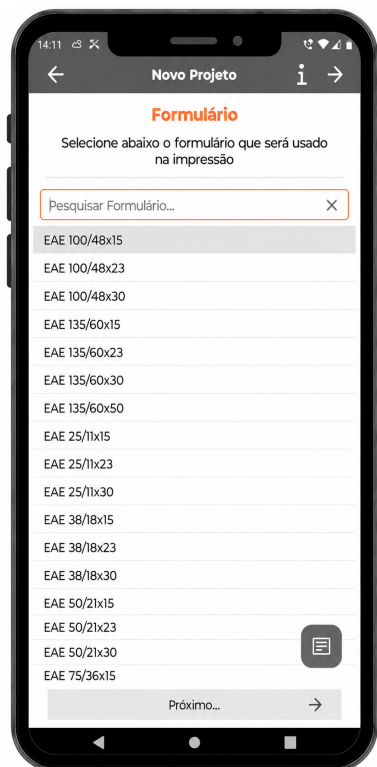 14:11
Novo Projeto
Formulário
Selecione abaixo o formulário que será usado
na impressão
Pesquisar Formulário...
EAE 100/48x15
EAE 100/48x23
EAE 100/48x30
EAE 135/60x15
EAE 135/60x23
EAE 135/60x30
EAE 135/60x50
EAE 25/11x15
EAE 25/11x23
EAE 25/11x30
EAE 38/18x15
EAE 38/18x23
EAE 38/18x30
EAE 50/21x15
EAE 50/21x23
EAE 50/21x30
EAE 75/36x15
Próximo...